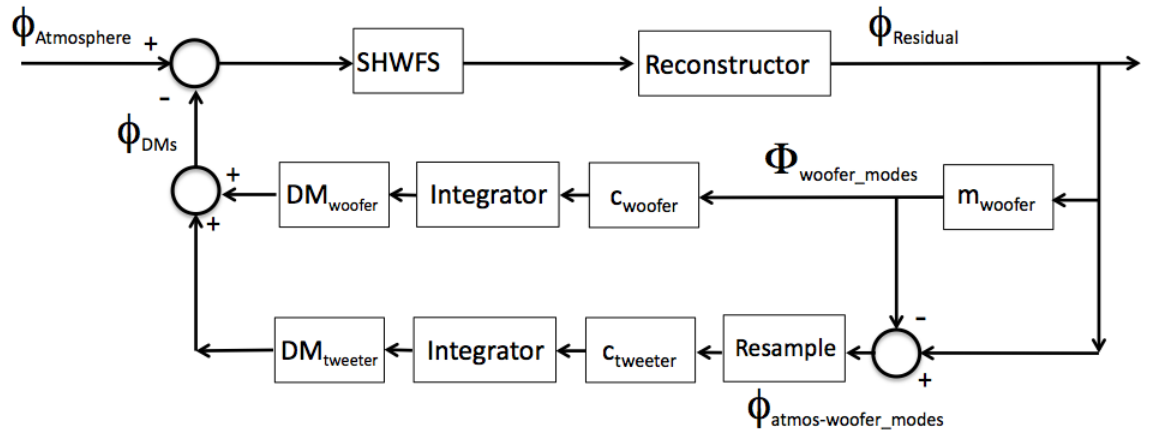 ϕAtmosphere
+
SHWFS
Reconstructor
ϕResidual
-
ϕDMs
+
DMwoofer
Integrator
cwoofer
Φwoofer_modes
mwoofer
+
DMtweeter
Integrator
ctweeter
Resample
-
+
ϕatmos-woofer_modes